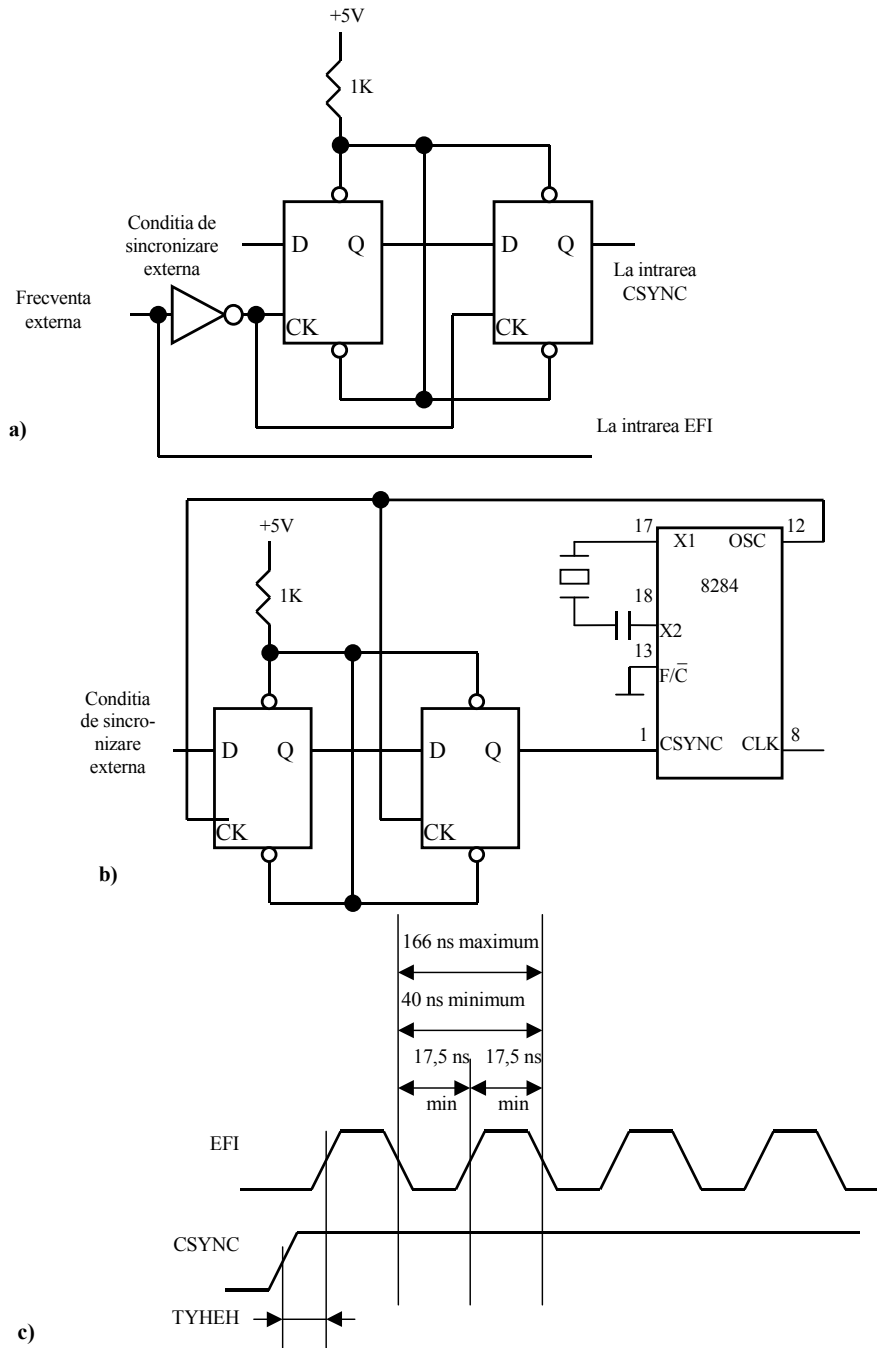 +5V
1K
Conditia de
sincronizare
externa
D Q D Q
La intrarea
CSYNC
Frecventa
externa
CK CK
a)
La intrarea EFI
+5V
17 12
X1 OSC
1K
8284
18
X2
13
F/C̅
Conditia
de sincro-
nizare
externa
D Q D Q
1 8
CSYNC CLK
CK CK
b)
166 ns maximum
40 ns minimum
17,5 ns 17,5 ns
min min
EFI
CSYNC
TYHEH
c)